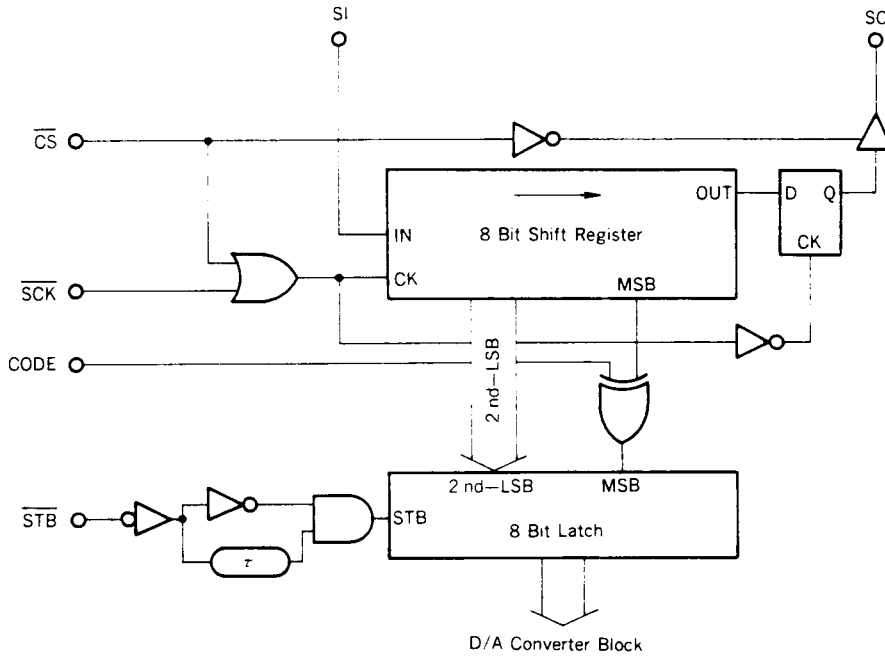 SI
SO
CS
OUT
D
Q
IN
8 Bit Shift Register
CK
CK
MSB
SCK
CODE
2 nd—LSB
2 nd—LSB
MSB
STB
STB
8 Bit Latch
τ
D/A Converter Block